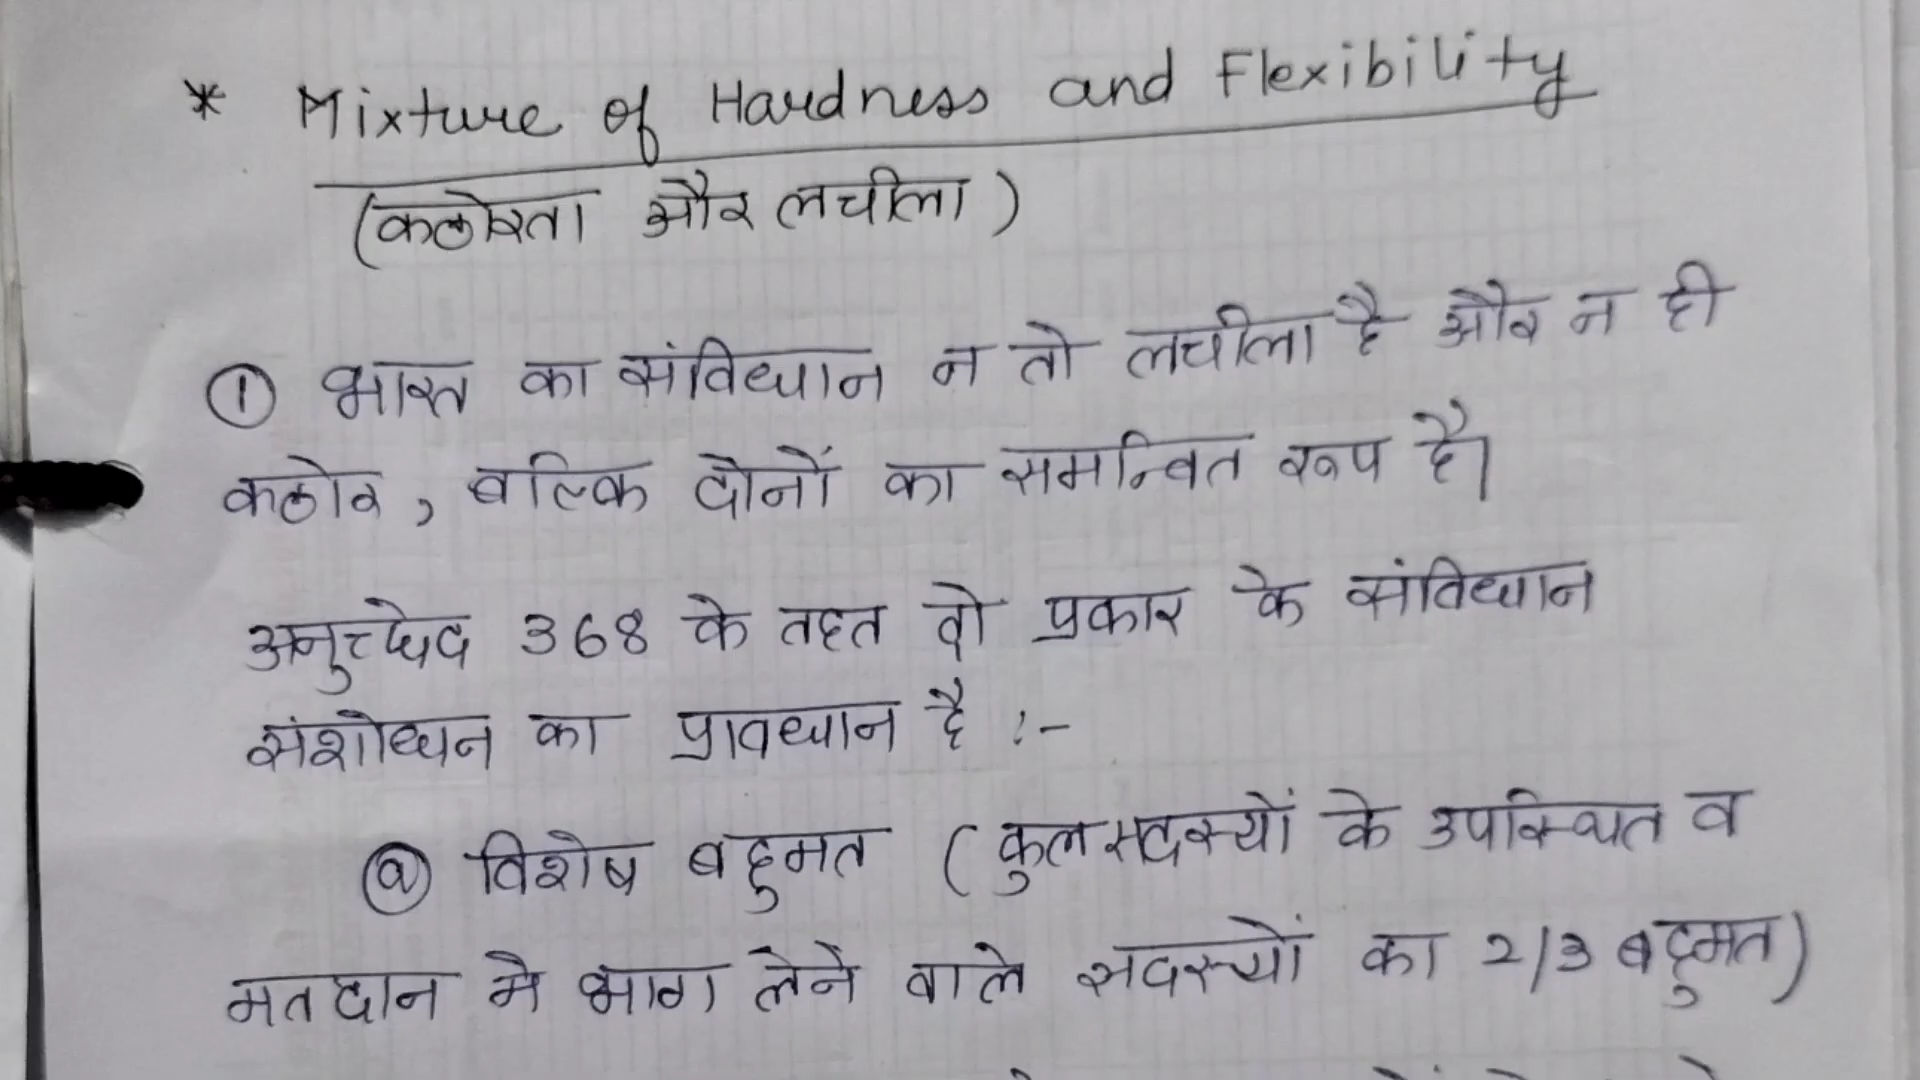 * Mixture of Hardness and Flexibility
(कठोरता और लचीला)
① भारत का संविधान न तो लचीला है और न ही
कठोर, बल्कि दोनों का समन्वित रूप है।
अनुच्छेद 368 के तहत दो प्रकार के संविधान
संशोधन का प्रावधान है :-
ⓐ विशेष बहुमत (कुल सदस्यों के उपस्थित व
मतदान मे भाग लेने वाले सदस्यों का 2/3 बहुमत)